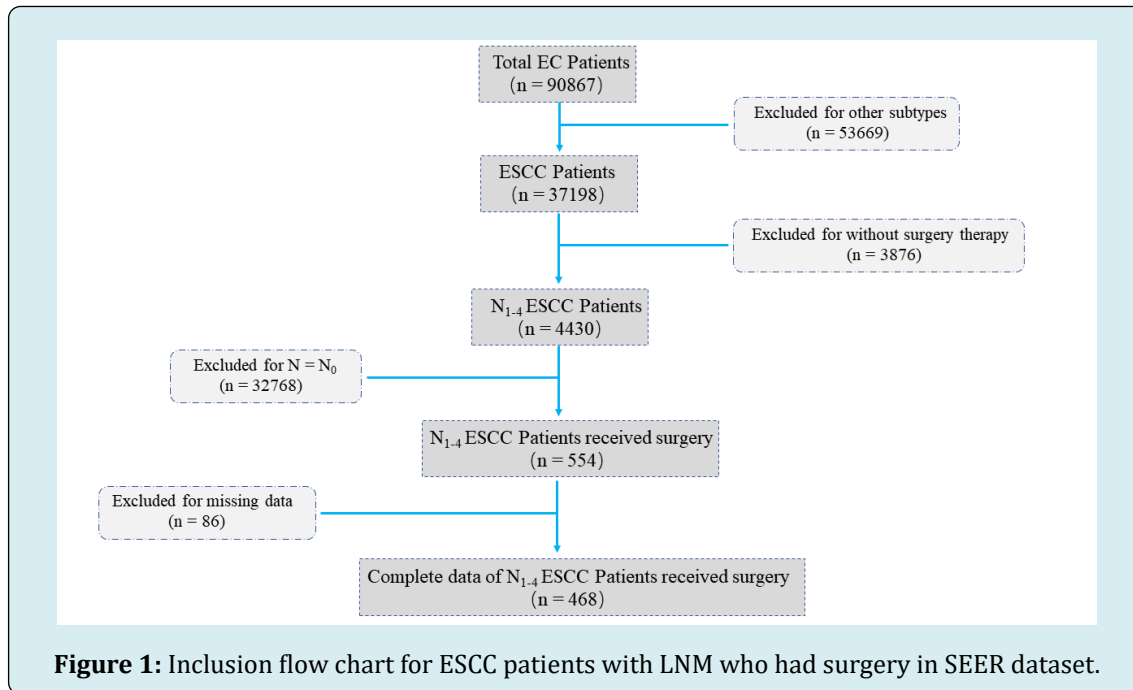 Total EC Patients
(n = 90867)
Excluded for other subtypes
(n = 53669)
ESCC Patients
(n = 37198)
Excluded for without surgery therapy
(n = 3876)
N₁₋₄ ESCC Patients
(n = 4430)
Excluded for N = N₀
(n = 32768)
N₁₋₄ ESCC Patients received surgery
(n = 554)
Excluded for missing data
(n = 86)
Complete data of N₁₋₄ ESCC Patients received surgery
(n = 468)
Figure 1: Inclusion flow chart for ESCC patients with LNM who had surgery in SEER dataset.